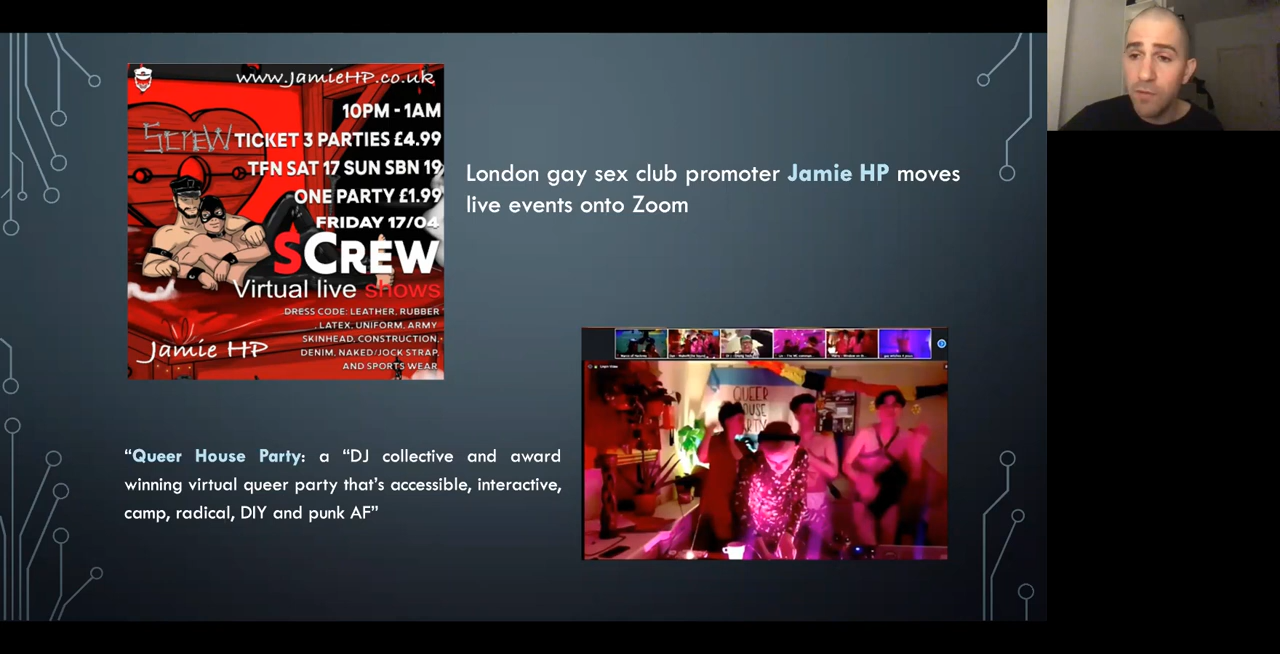 www.JamieHP.co.uk
10PM - 1AM
SCREW
TICKET 3 PARTIES £4.99
TFN SAT 17 SUN SBN 19
ONE PARTY £1.99
FRIDAY 17/04
SCREW
Virtual live shows
DRESS CODE: LEATHER, RUBBER
, LATEX, UNIFORM, ARMY
SKINHEAD, CONSTRUCTION,
DENIM, NAKED/JOCK STRAP,
AND SPORTS WEAR
Jamie HP
London gay sex club promoter Jamie HP moves
live events onto Zoom
QUEER
HOUSE
PARTY
“Queer House Party: a “DJ collective and award
winning virtual queer party that’s accessible, interactive,
camp, radical, DIY and punk AF”